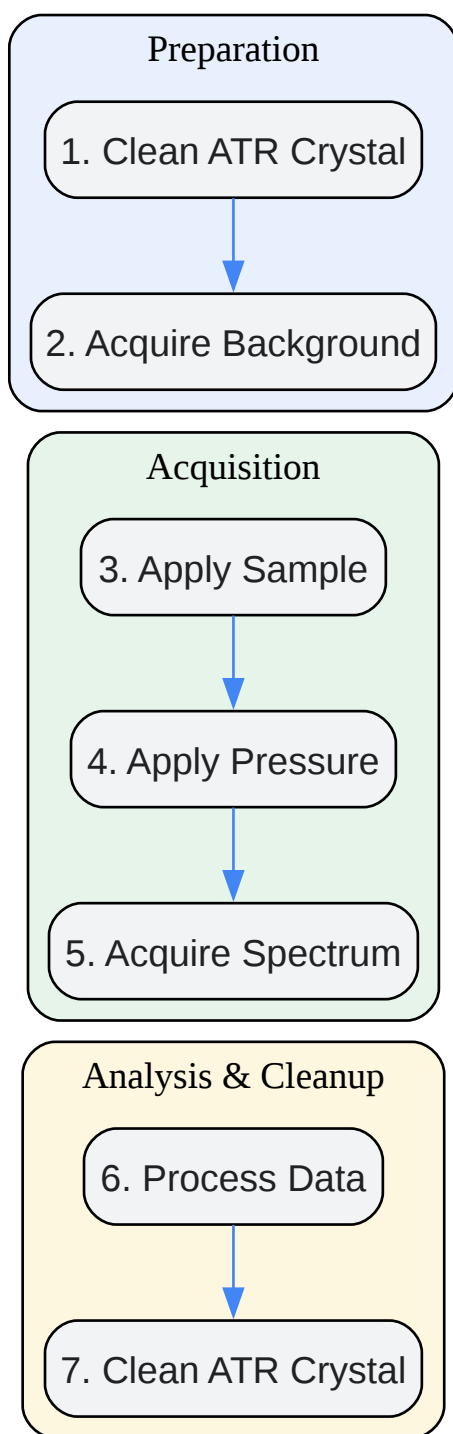 Preparation
1. Clean ATR Crystal
2. Acquire Background
Acquisition
3. Apply Sample
4. Apply Pressure
5. Acquire Spectrum
Analysis & Cleanup
6. Process Data
7. Clean ATR Crystal